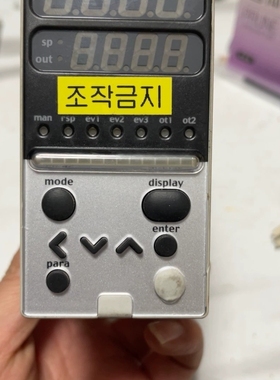 sp
out
조작금지
man rsp ev1 ev2 ev3 ot1 ot2
mode display
enter
para